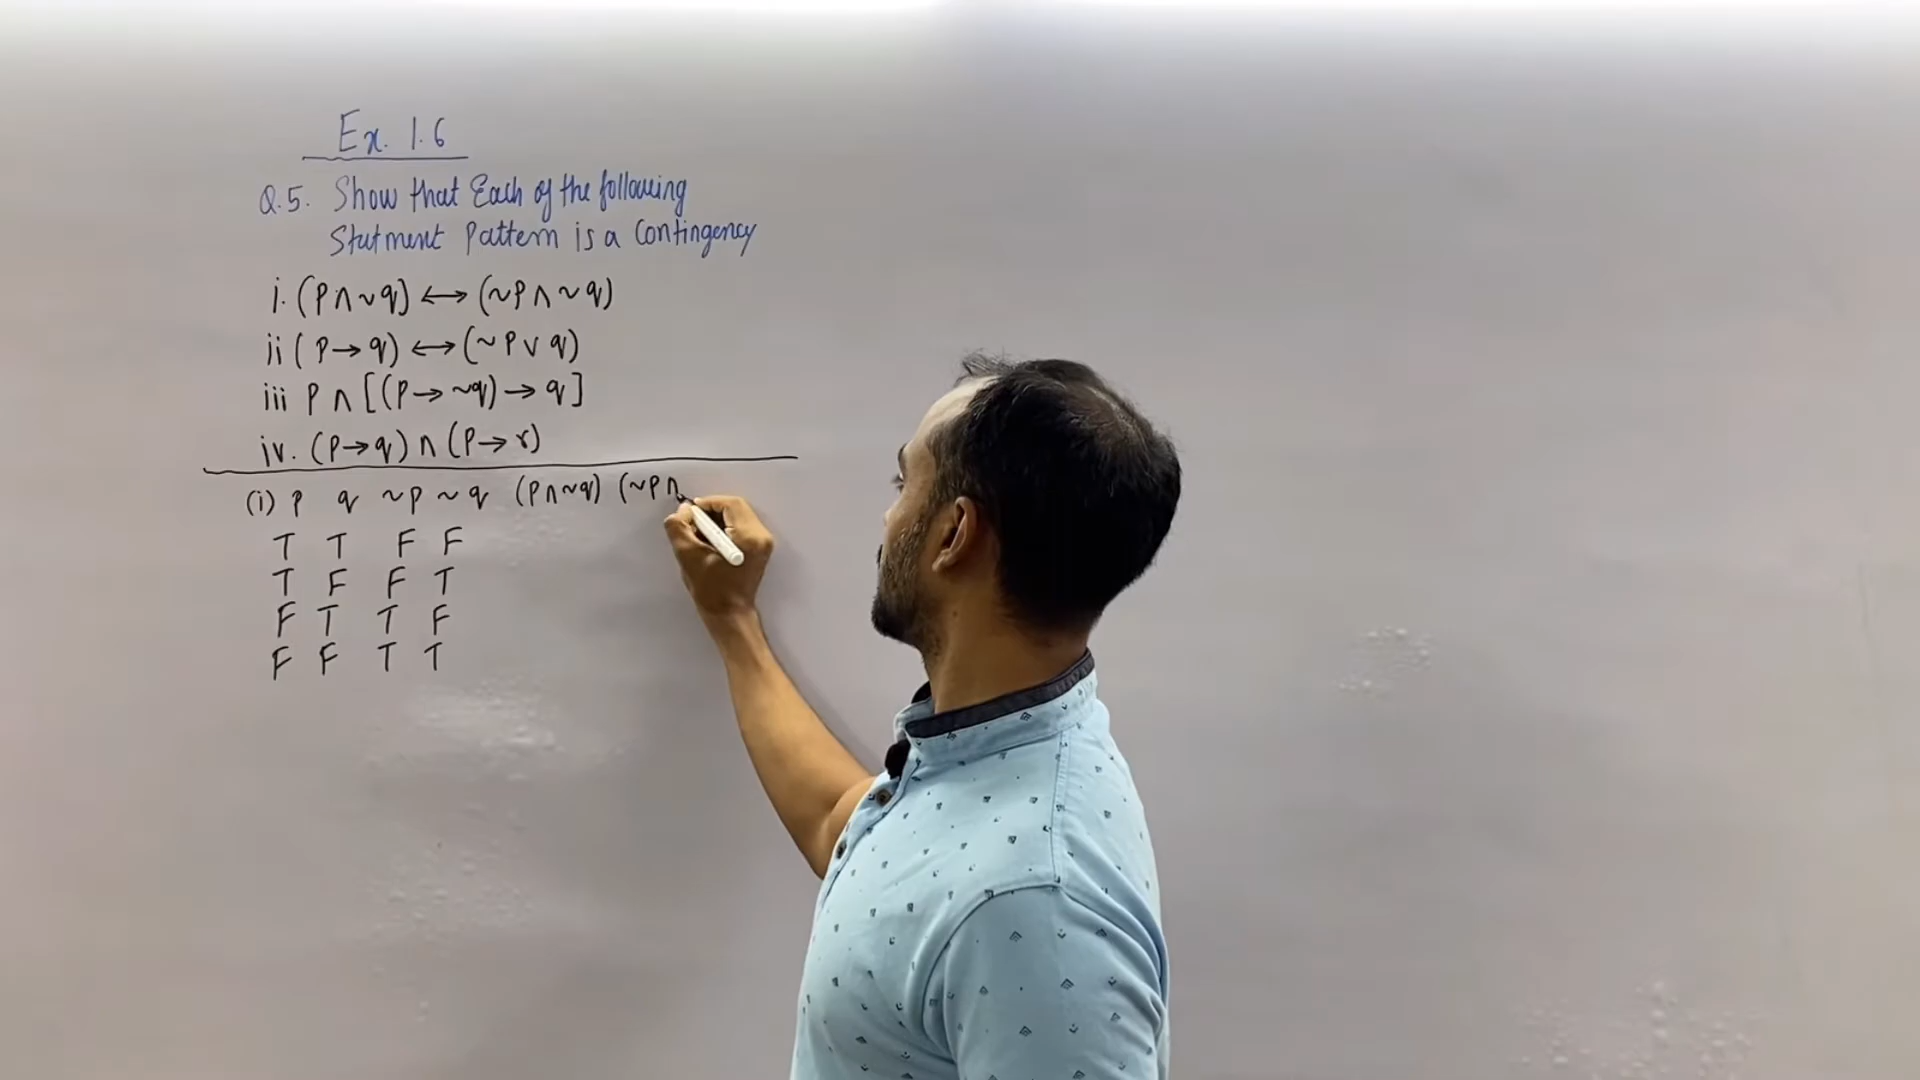 Ex. 1.6
Q.5. Show that Each of the following
Statment Pattern is a Contingency
i. (p∧~q) ↔ (~p∧~q)
ii (p→q) ↔ (~p∨q)
iii p∧[(p→~q)→q]
iv. (p→q)∧(p→r)
(i) p q ~p ~q (p∧~q) (~p∧
T T F F
T F F T
F T T F
F F T T